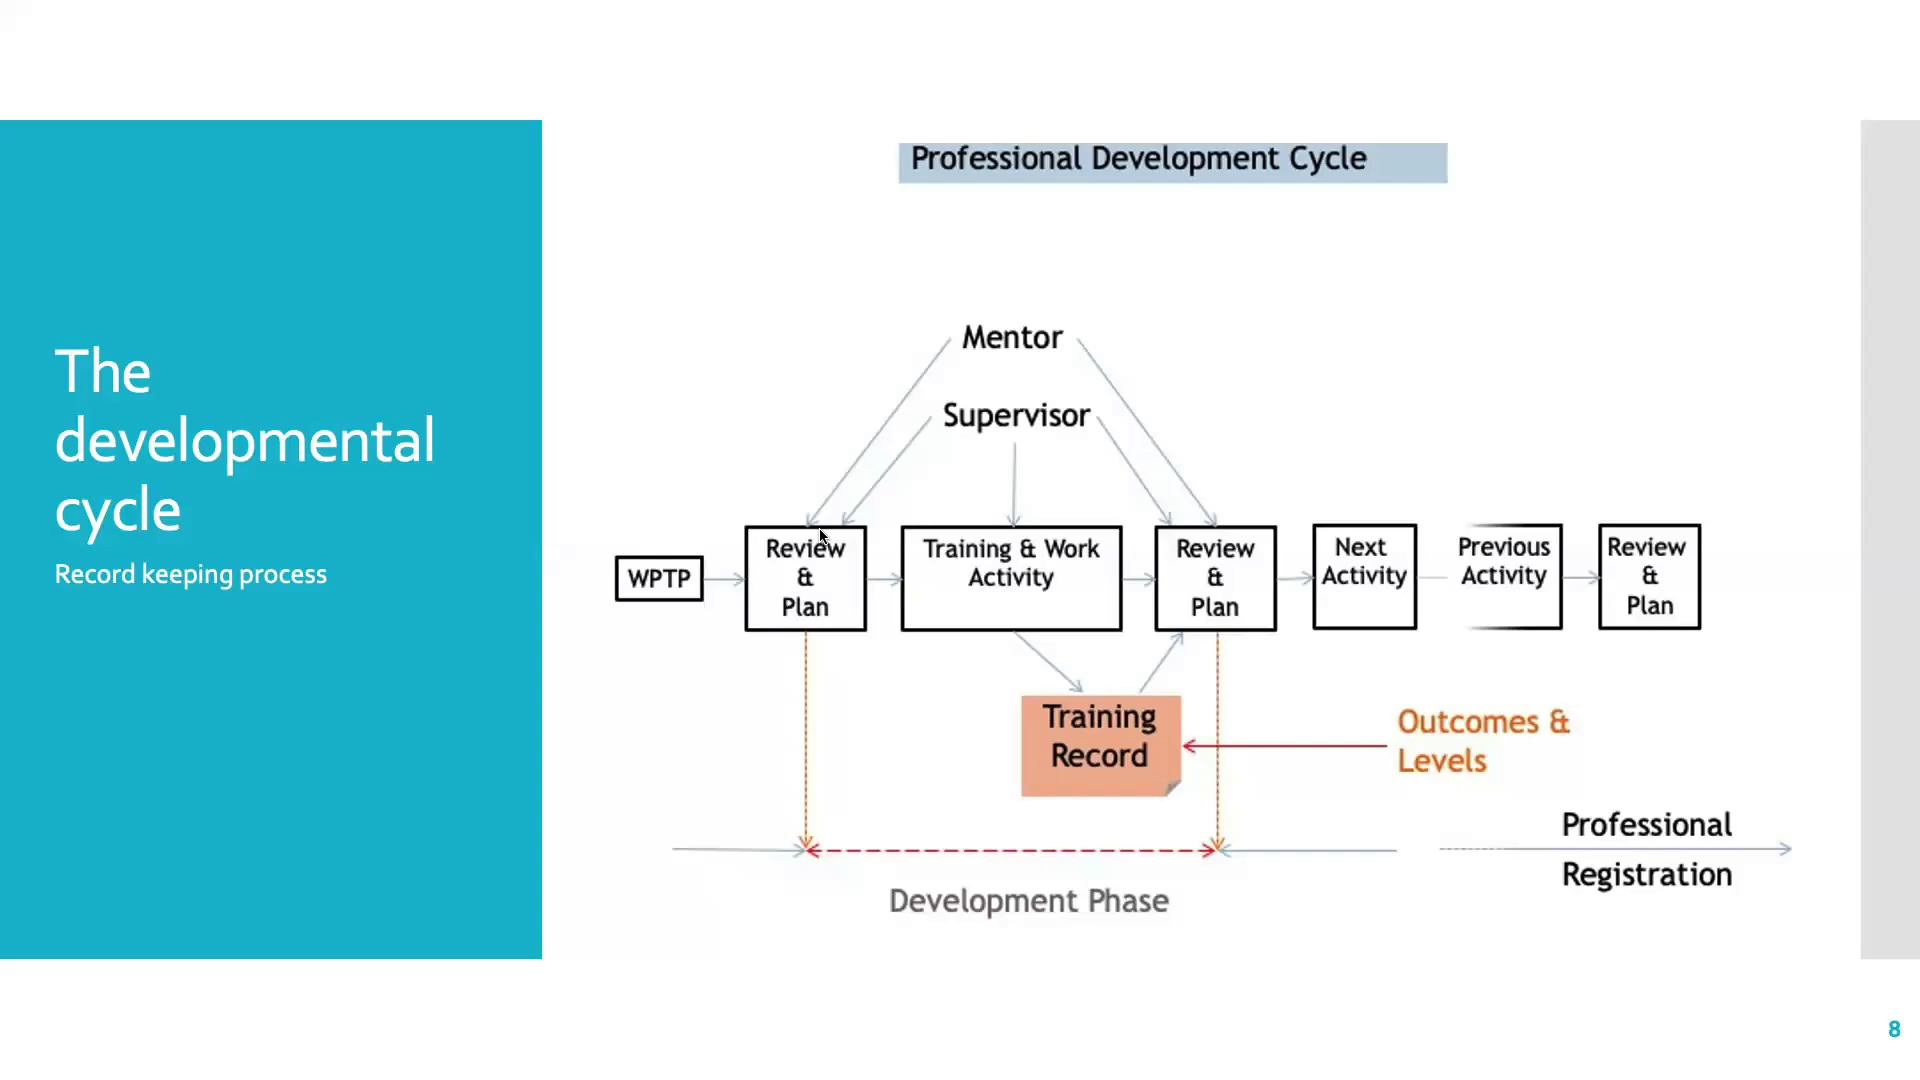 The
developmental
cycle
Record keeping process
Professional Development Cycle
Mentor
Supervisor
WPTP
Review
&
Plan
Training & Work
Activity
Review
&
Plan
Next
Activity
Previous
Activity
Review
&
Plan
Training
Record
Outcomes &
Levels
Professional
Registration
Development Phase
8